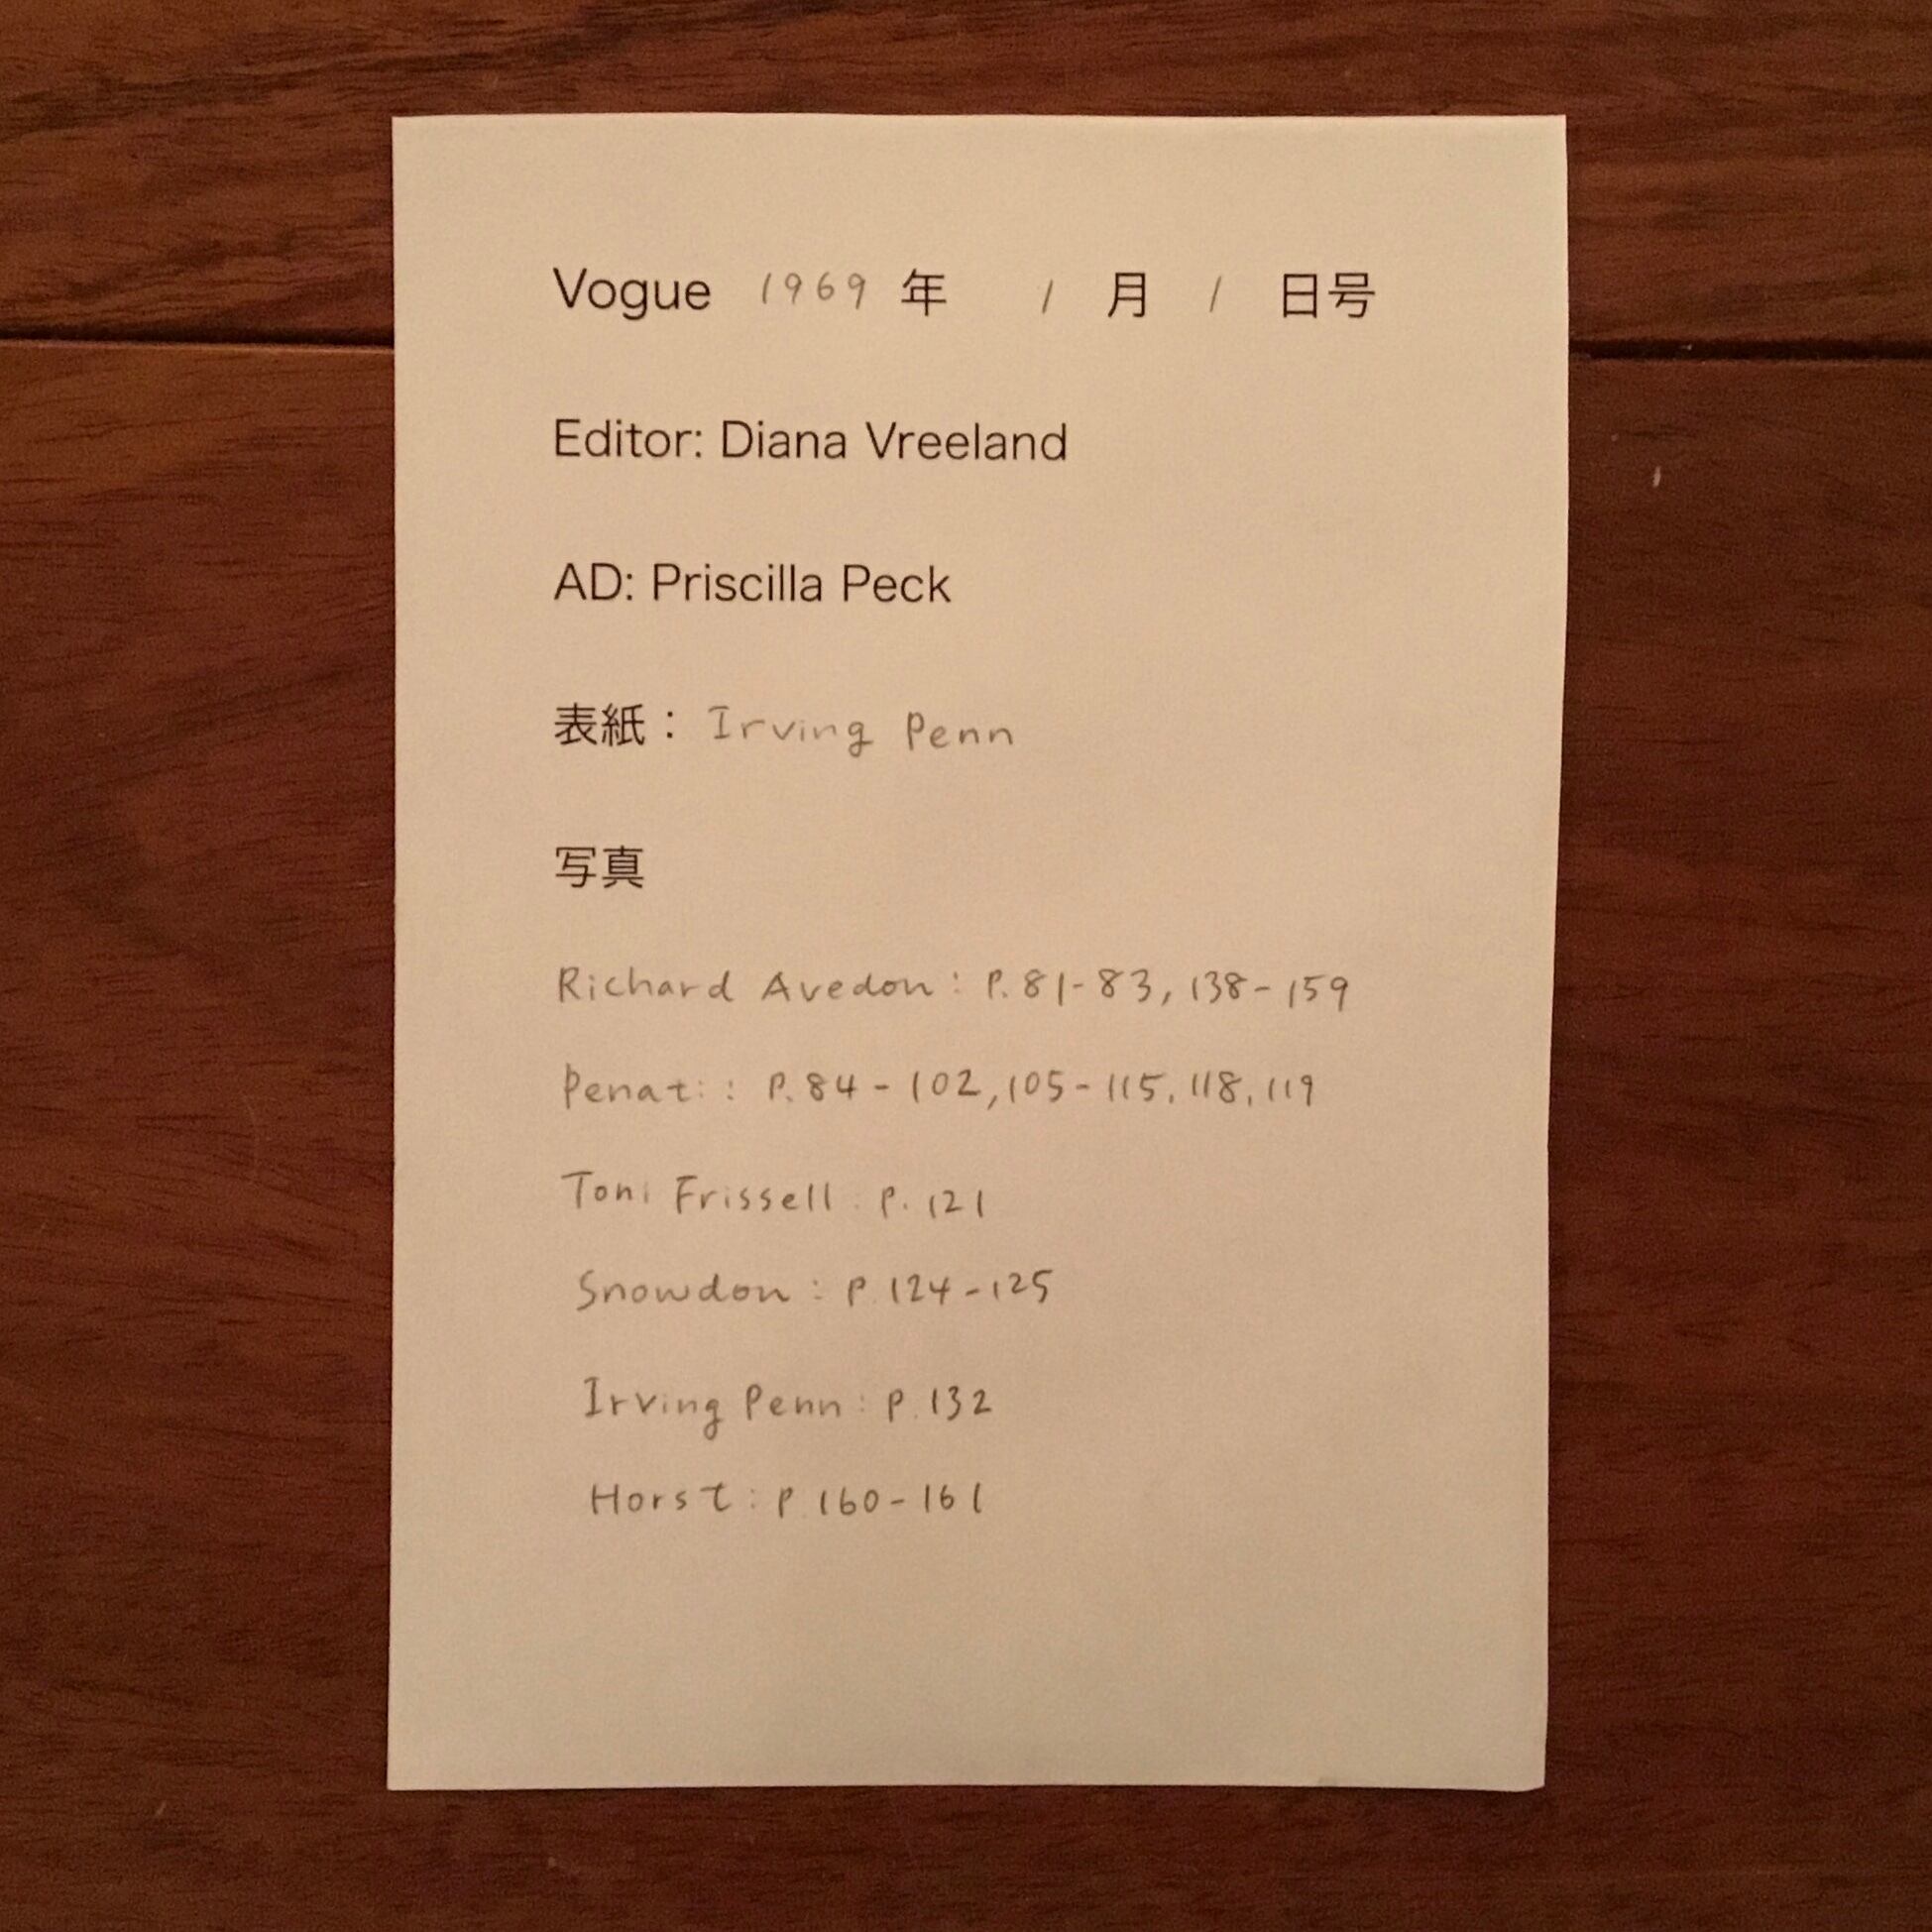 Vogue 1969 年 1 月 1 日号
Editor: Diana Vreeland
AD: Priscilla Peck
表紙： Irving Penn
写真
Richard Avedon : P. 81-83, 138-159
Penati : P. 84-102, 105-115, 118, 119
Toni Frissell : P. 121
Snowdon : P. 124-125
Irving Penn : P. 132
Horst : P. 160-161